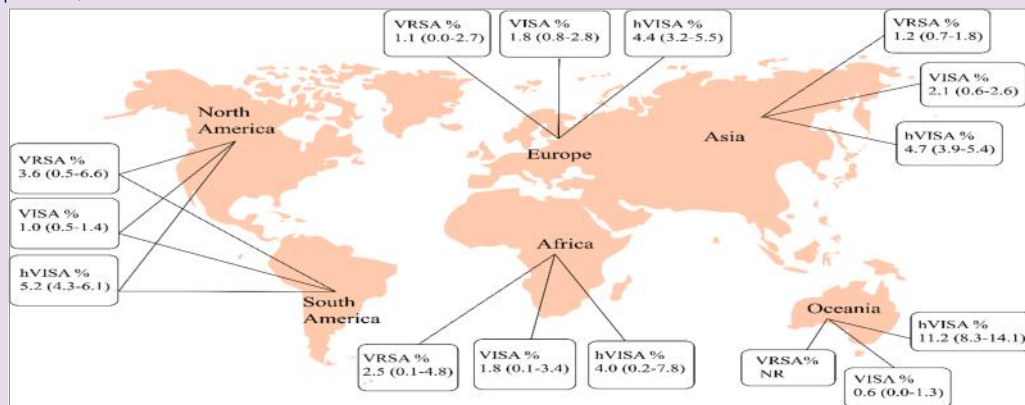 VRSA %
1.1 (0.0-2.7)
VISA %
1.8 (0.8-2.8)
hVISA %
4.4 (3.2-5.5)
VRSA %
1.2 (0.7-1.8)
VISA %
2.1 (0.6-2.6)
hVISA %
4.7 (3.9-5.4)
North
America
Europe
Asia
VRSA %
3.6 (0.5-6.6)
VISA %
1.0 (0.5-1.4)
hVISA %
5.2 (4.3-6.1)
Africa
South
America
Oceania
VRSA %
2.5 (0.1-4.8)
VISA %
1.8 (0.1-3.4)
hVISA %
4.0 (0.2-7.8)
VRSA%
NR
hVISA %
11.2 (8.3-14.1)
VISA %
0.6 (0.0-1.3)